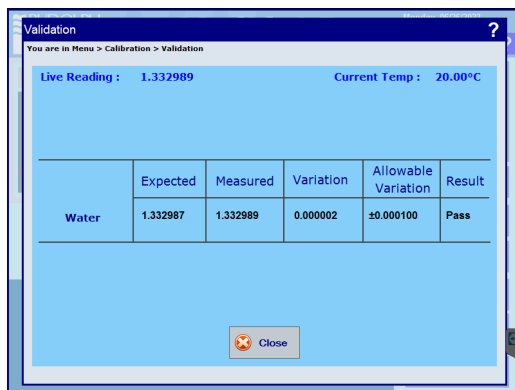 Validation ?
You are in Menu > Calibration > Validation
Live Reading : 1.332989 Current Temp : 20.00°C
Expected Measured Variation Allowable Variation Result
Water 1.332987 1.332989 0.000002 ±0.000100 Pass
Close